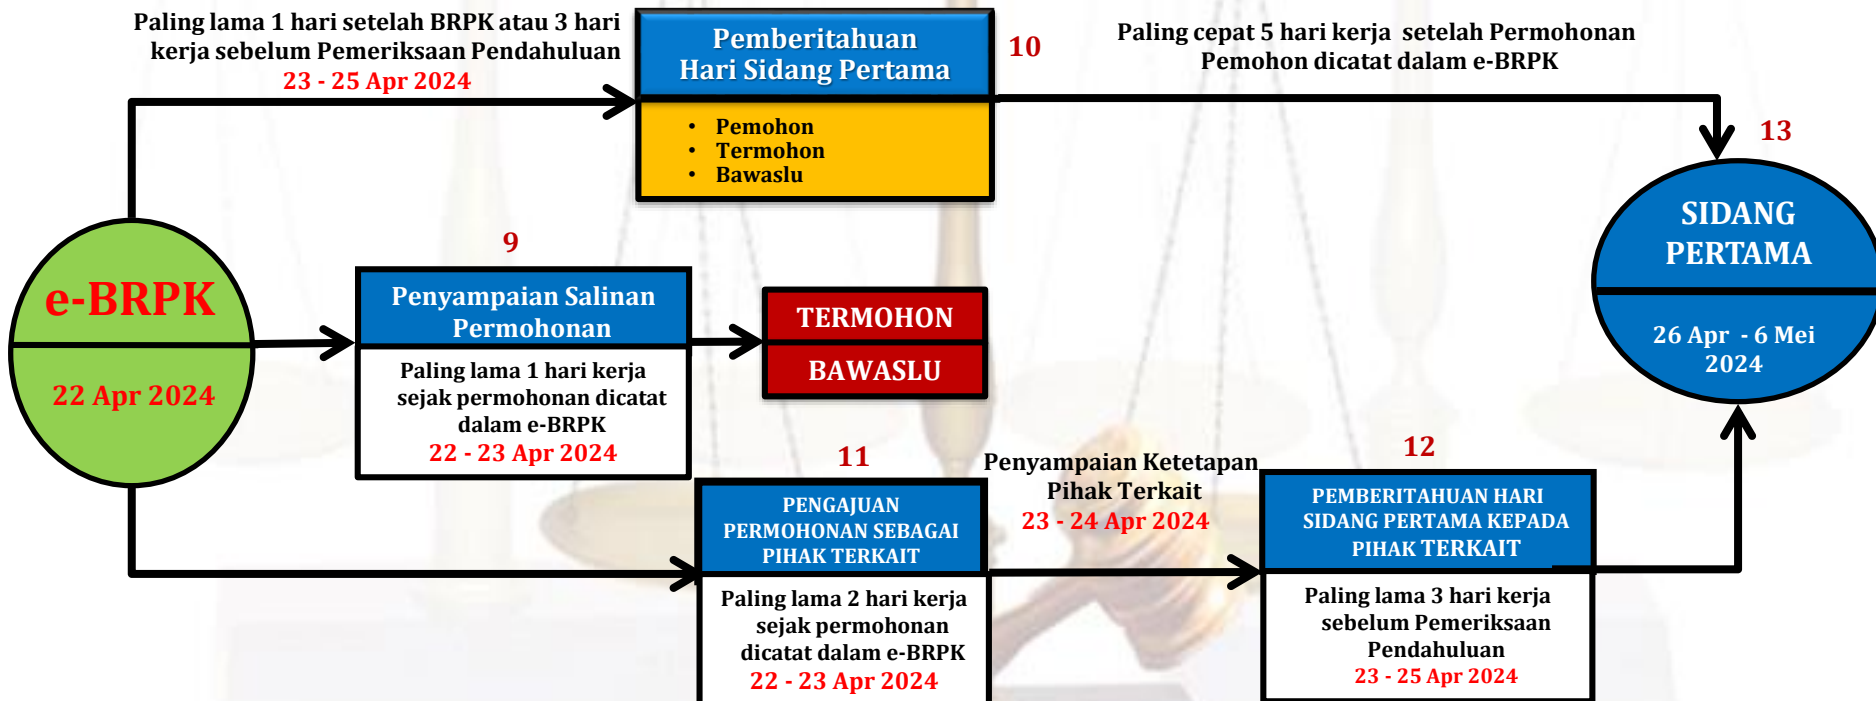 Paling lama 1 hari setelah BRPK atau 3 hari
kerja sebelum Pemeriksaan Pendahuluan
23 - 25 Apr 2024
Pemberitahuan
Hari Sidang Pertama
10
• Pemohon
• Termohon
• Bawaslu
Paling cepat 5 hari kerja setelah Permohonan
Pemohon dicatat dalam e-BRPK
13
SIDANG
PERTAMA
26 Apr - 6 Mei
2024
e-BRPK
22 Apr 2024
9
Penyampaian Salinan
Permohonan
Paling lama 1 hari kerja
sejak permohonan dicatat
dalam e-BRPK
22 - 23 Apr 2024
TERMOHON
BAWASLU
11
PENGAJUAN
PERMOHONAN SEBAGAI
PIHAK TERKAIT
Paling lama 2 hari kerja
sejak permohonan
dicatat dalam e-BRPK
22 - 23 Apr 2024
Penyampaian Ketetapan
Pihak Terkait
23 - 24 Apr 2024
12
PEMBERITAHUAN HARI
SIDANG PERTAMA KEPADA
PIHAK TERKAIT
Paling lama 3 hari kerja
sebelum Pemeriksaan
Pendahuluan
23 - 25 Apr 2024